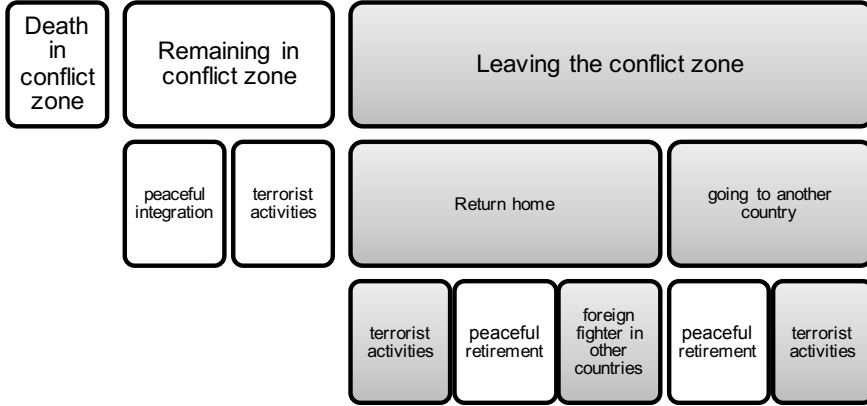 Death
in
conflict
zone
Remaining in
conflict zone
Leaving the conflict zone
peaceful
integration
terrorist
activities
Return home
going to another
country
terrorist
activities
peaceful
retirement
foreign
fighter in
other
countries
peaceful
retirement
terrorist
activities